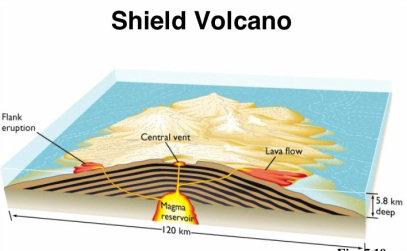 Shield Volcano
Flank
eruption
Central vent
Lava flow
Magma
reservoir
5.8 km
deep
120 km